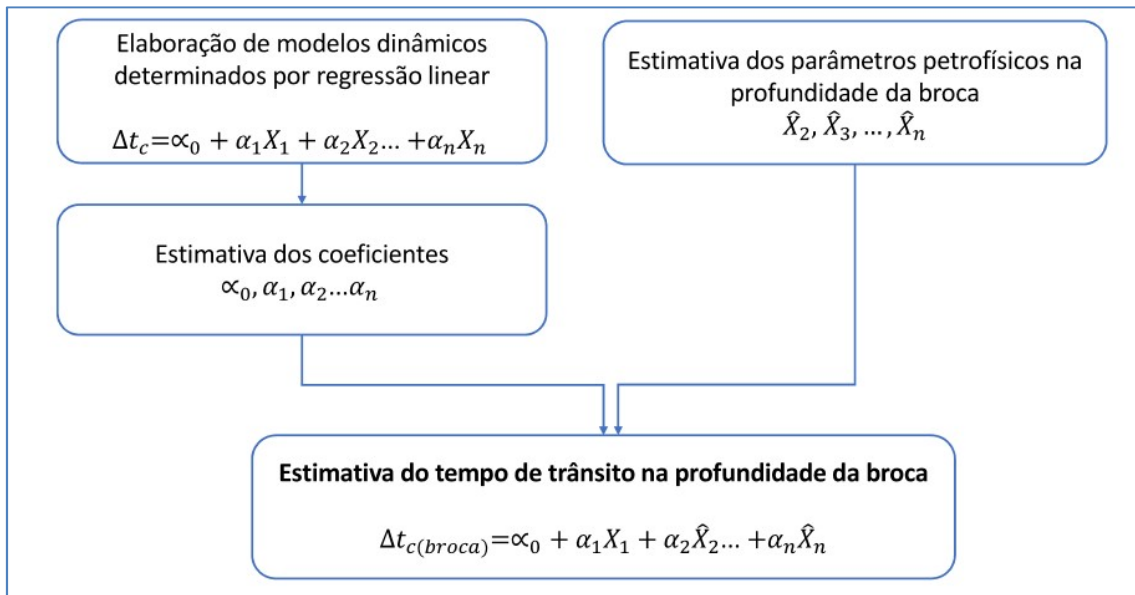 Elaboração de modelos dinâmicos
determinados por regressão linear
Δt_c=∝_0 + α_1X_1 + α_2X_2… +α_nX_n
Estimativa dos parâmetros petrofísicos na
profundidade da broca
X̂_2, X̂_3, … , X̂_n
Estimativa dos coeficientes
∝_0, α_1, α_2…α_n
Estimativa do tempo de trânsito na profundidade da broca
Δt_c(broca)=∝_0 + α_1X_1 + α_2X̂_2… +α_nX̂_n